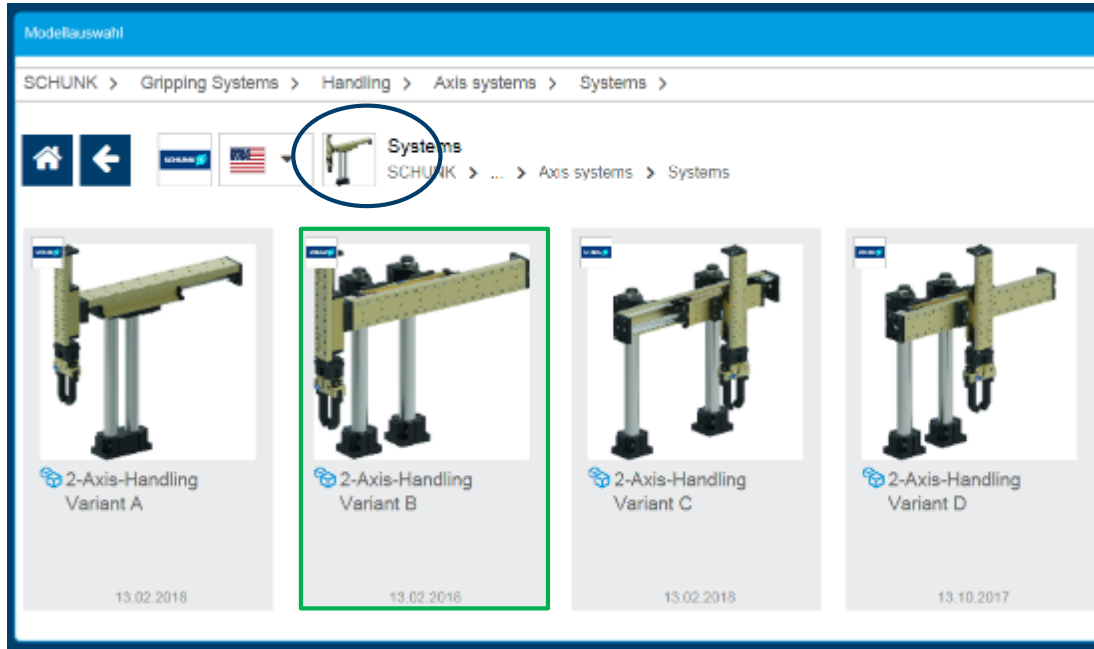 Modellauswahl
SCHUNK > Gripping Systems > Handling > Axis systems > Systems >
SCHUNK
Systems
SCHUNK > ... > Axis systems > Systems
2-Axis-Handling
Variant A
13.02.2018
2-Axis-Handling
Variant B
13.02.2018
2-Axis-Handling
Variant C
13.02.2018
2-Axis-Handling
Variant D
13.10.2017